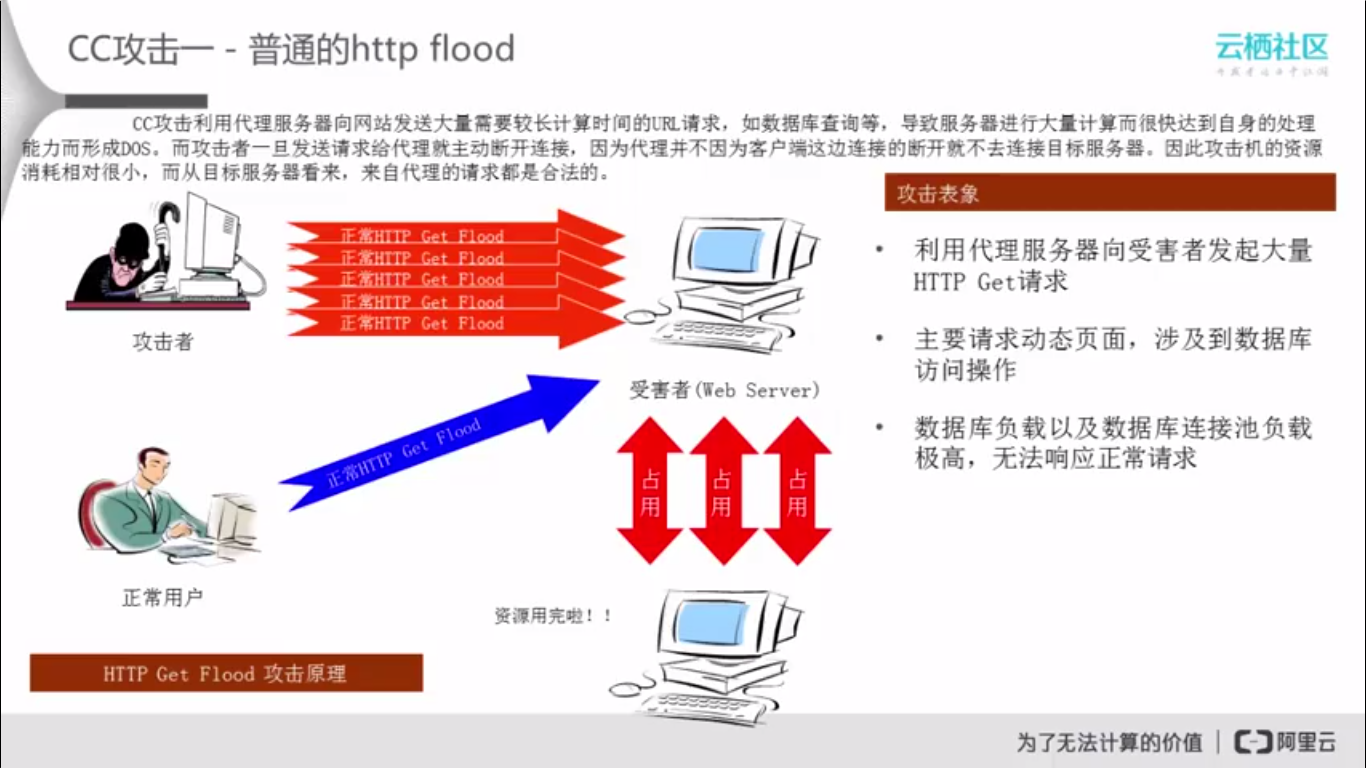 CC攻击一 - 普通的http flood
云栖社区
CC攻击利用代理服务器向网站发送大量需要较长计算时间的URL请求，如数据库查询等，导致服务器进行大量计算而很快达到自身的处理
能力而形成DOS。而攻击者一旦发送请求给代理就主动断开连接，因为代理并不因为客户端这边连接的断开就不去连接目标服务器。因此攻击机的资源
消耗相对很小，而从目标服务器看来，来自代理的请求都是合法的。
正常HTTP Get Flood
正常HTTP Get Flood
正常HTTP Get Flood
正常HTTP Get Flood
正常HTTP Get Flood
攻击者
受害者(Web Server)
正常HTTP Get Flood
占用
占用
占用
正常用户
资源用完啦！！
HTTP Get Flood 攻击原理
攻击表象
• 利用代理服务器向受害者发起大量
HTTP Get请求
• 主要请求动态页面，涉及到数据库
访问操作
• 数据库负载以及数据库连接池负载
极高，无法响应正常请求
为了无法计算的价值 | 阿里云